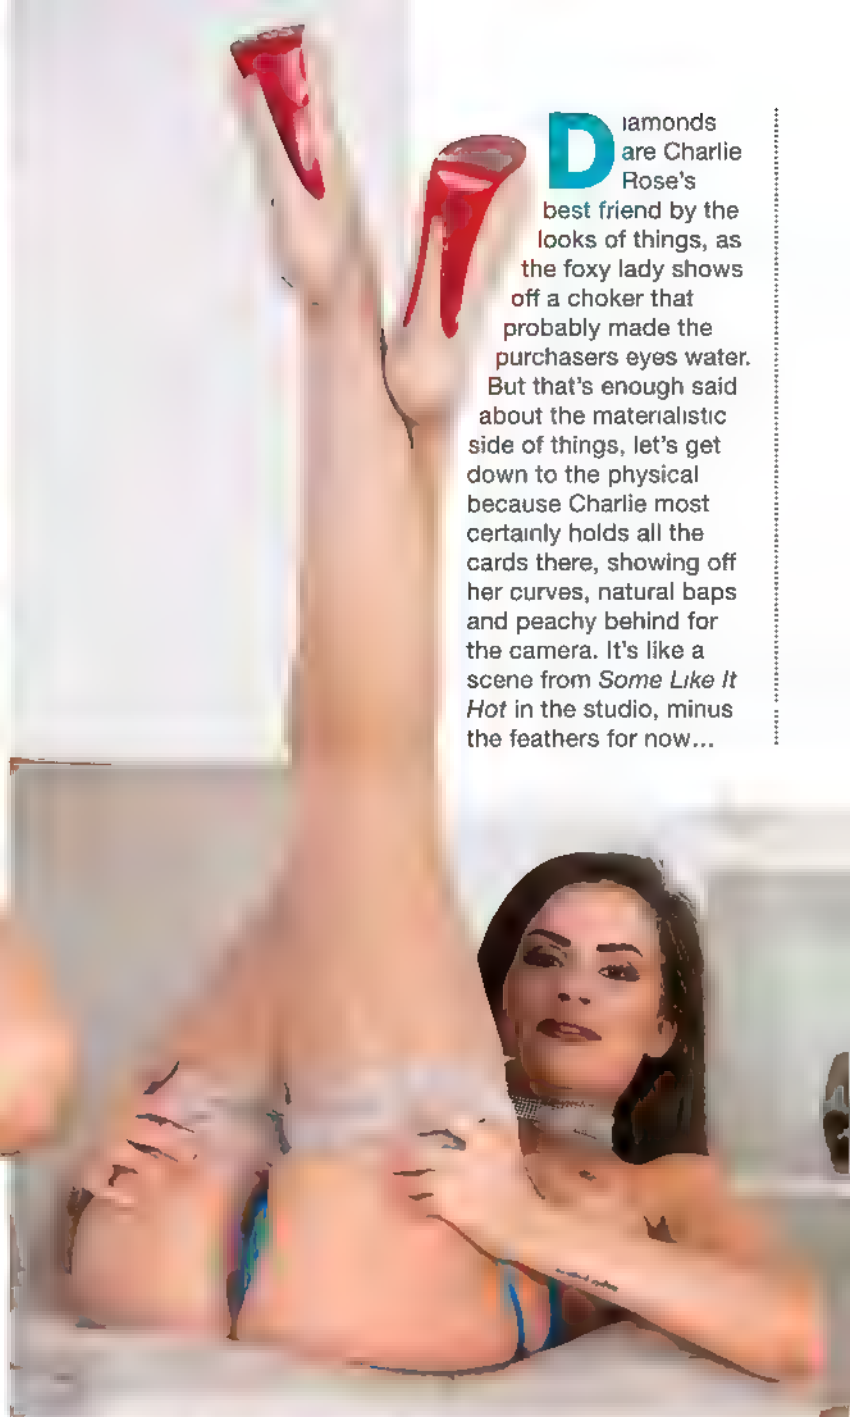 Diamonds
are Charlie
Rose's
best friend by the
looks of things, as
the foxy lady shows
off a choker that
probably made the
purchasers eyes water.
But that's enough said
about the materialistic
side of things, let's get
down to the physical
because Charlie most
certainly holds all the
cards there, showing off
her curves, natural baps
and peachy behind for
the camera. It's like a
scene from Some Like It
Hot in the studio, minus
the feathers for now...